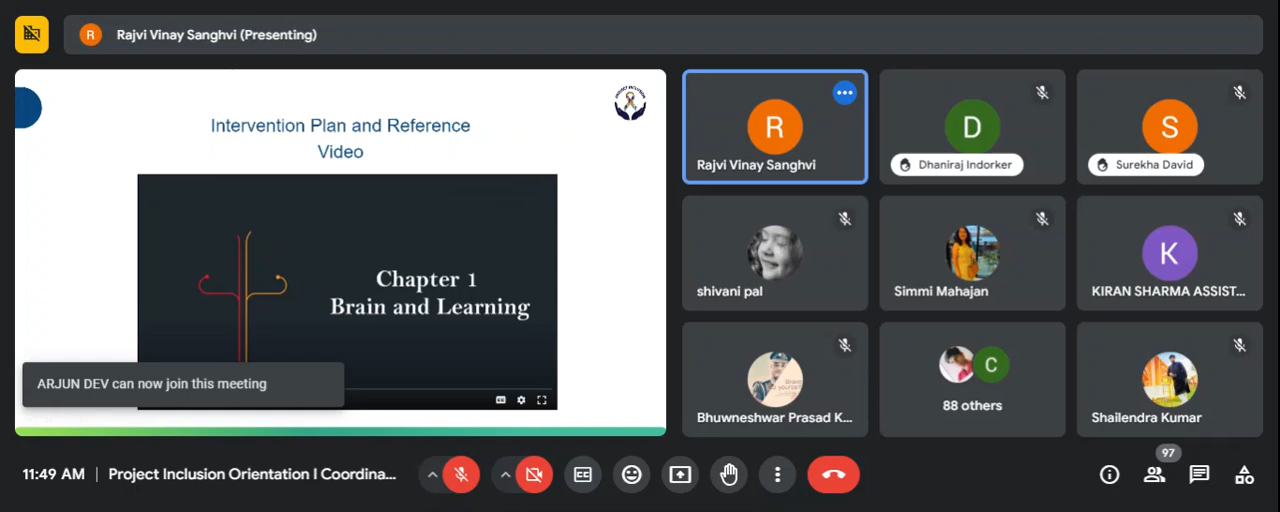 R
Rajvi Vinay Sanghvi (Presenting)
PROJECT INCLUSION
Intervention Plan and Reference
Video
Chapter 1
Brain and Learning
ARJUN DEV can now join this meeting
R
Rajvi Vinay Sanghvi
D
Dhaniraj Indorker
S
Surekha David
shivani pal
Simmi Mahajan
K
KIRAN SHARMA ASSIST...
Bhuwneshwar Prasad K...
C
88 others
Shailendra Kumar
11:49 AM | Project Inclusion Orientation I Coordina...
97